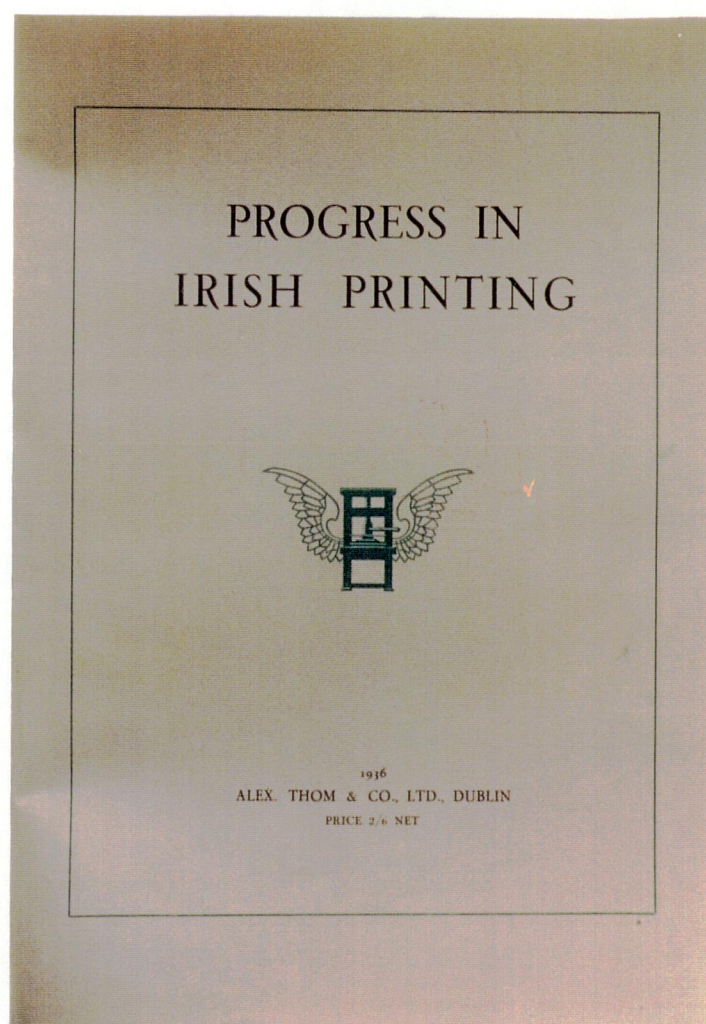 PROGRESS IN
IRISH PRINTING
1936
ALEX. THOM & CO., LTD., DUBLIN
PRICE 2/6 NET